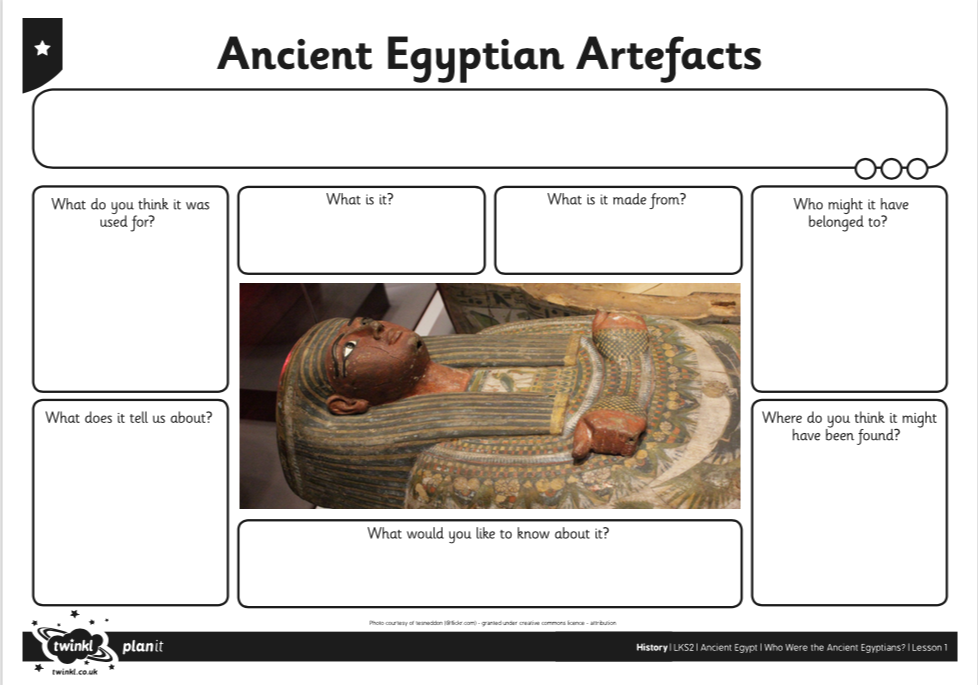 Ancient Egyptian Artefacts
What do you think it was
used for?
What is it?
What is it made from?
Who might it have
belonged to?
What does it tell us about?
Where do you think it might
have been found?
What would you like to know about it?
Photo courtesy of tesneddon (@flickr.com) - granted under creative commons licence - attribution
twinkl
planit
twinkl.co.uk
History | LKS2 | Ancient Egypt | Who Were the Ancient Egyptians? | Lesson 1